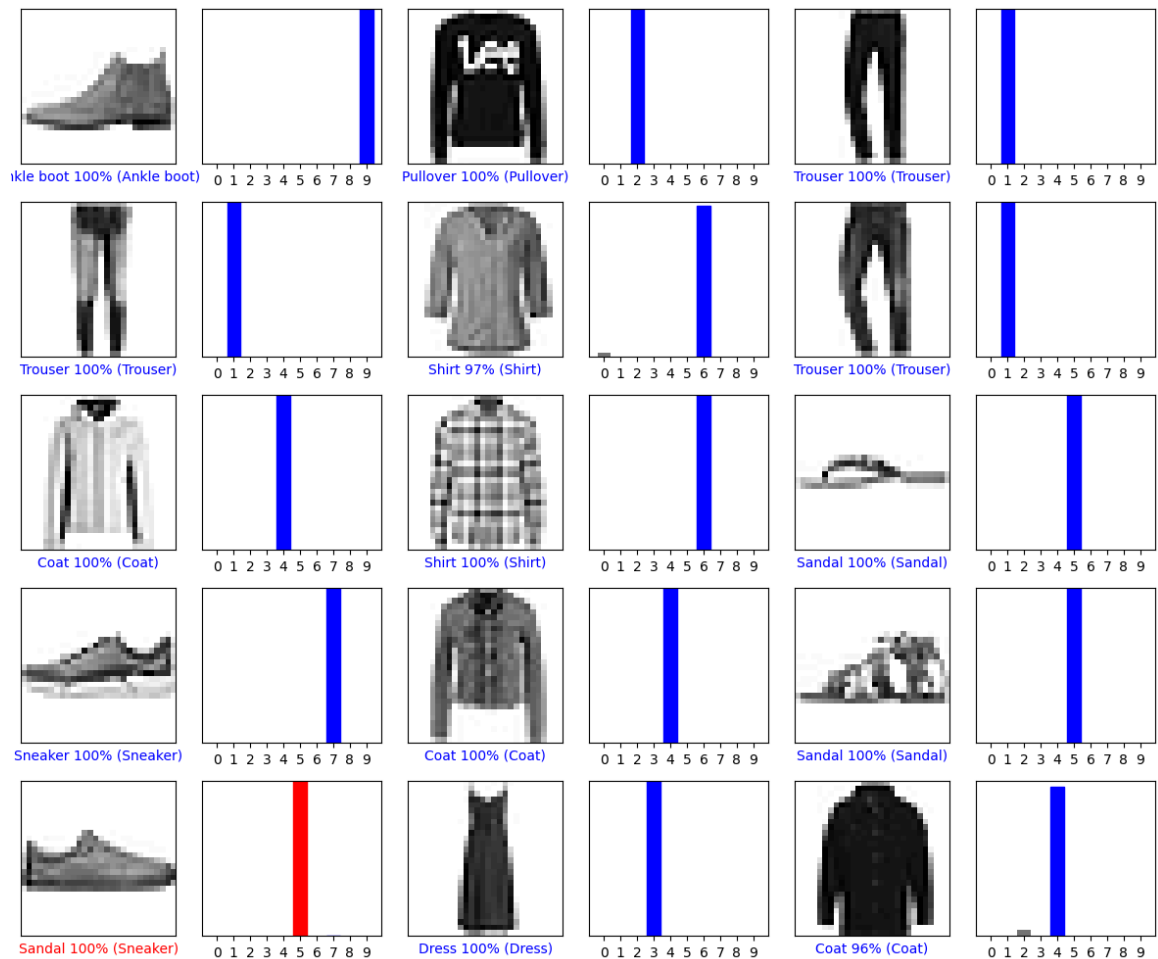 Lee
0 1 2 3 4 5 6 7 8 9 0 1 2 3 4 5 6 7 8 9 0 1 2 3 4 5 6 7 8 9
nkle boot 100% (Ankle boot) Pullover 100% (Pullover) Trouser 100% (Trouser)
0 1 2 3 4 5 6 7 8 9 0 1 2 3 4 5 6 7 8 9 0 1 2 3 4 5 6 7 8 9
Trouser 100% (Trouser) Shirt 97% (Shirt) Trouser 100% (Trouser)
0 1 2 3 4 5 6 7 8 9 0 1 2 3 4 5 6 7 8 9 0 1 2 3 4 5 6 7 8 9
Coat 100% (Coat) Shirt 100% (Shirt) Sandal 100% (Sandal)
0 1 2 3 4 5 6 7 8 9 0 1 2 3 4 5 6 7 8 9 0 1 2 3 4 5 6 7 8 9
Sneaker 100% (Sneaker) Coat 100% (Coat) Sandal 100% (Sandal)
0 1 2 3 4 5 6 7 8 9 0 1 2 3 4 5 6 7 8 9 0 1 2 3 4 5 6 7 8 9
Sandal 100% (Sneaker) Dress 100% (Dress) Coat 96% (Coat)